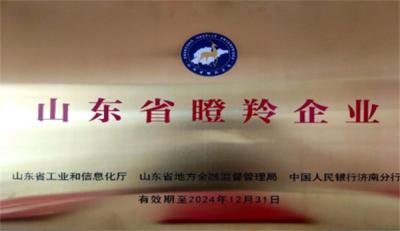 山东省瞪羚企业
山东省工业和信息化厅 山东省地方金融监督管理局 中国人民银行济南分行
有效期至2024年12月31日